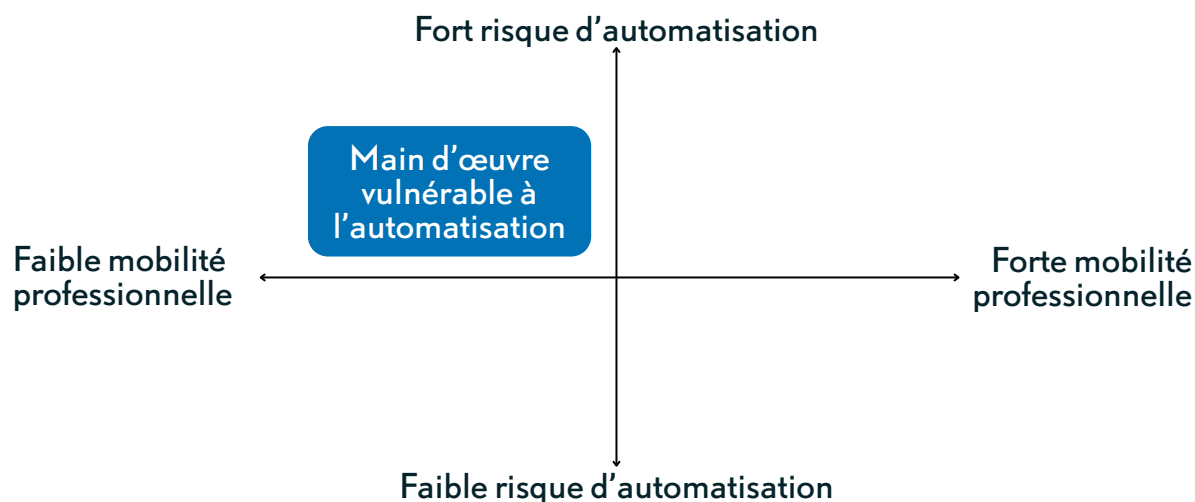 Fort risque d'automatisation
Main d'œuvre
vulnérable à
l'automatisation
Faible mobilité
professionnelle
Forte mobilité
professionnelle
Faible risque d'automatisation